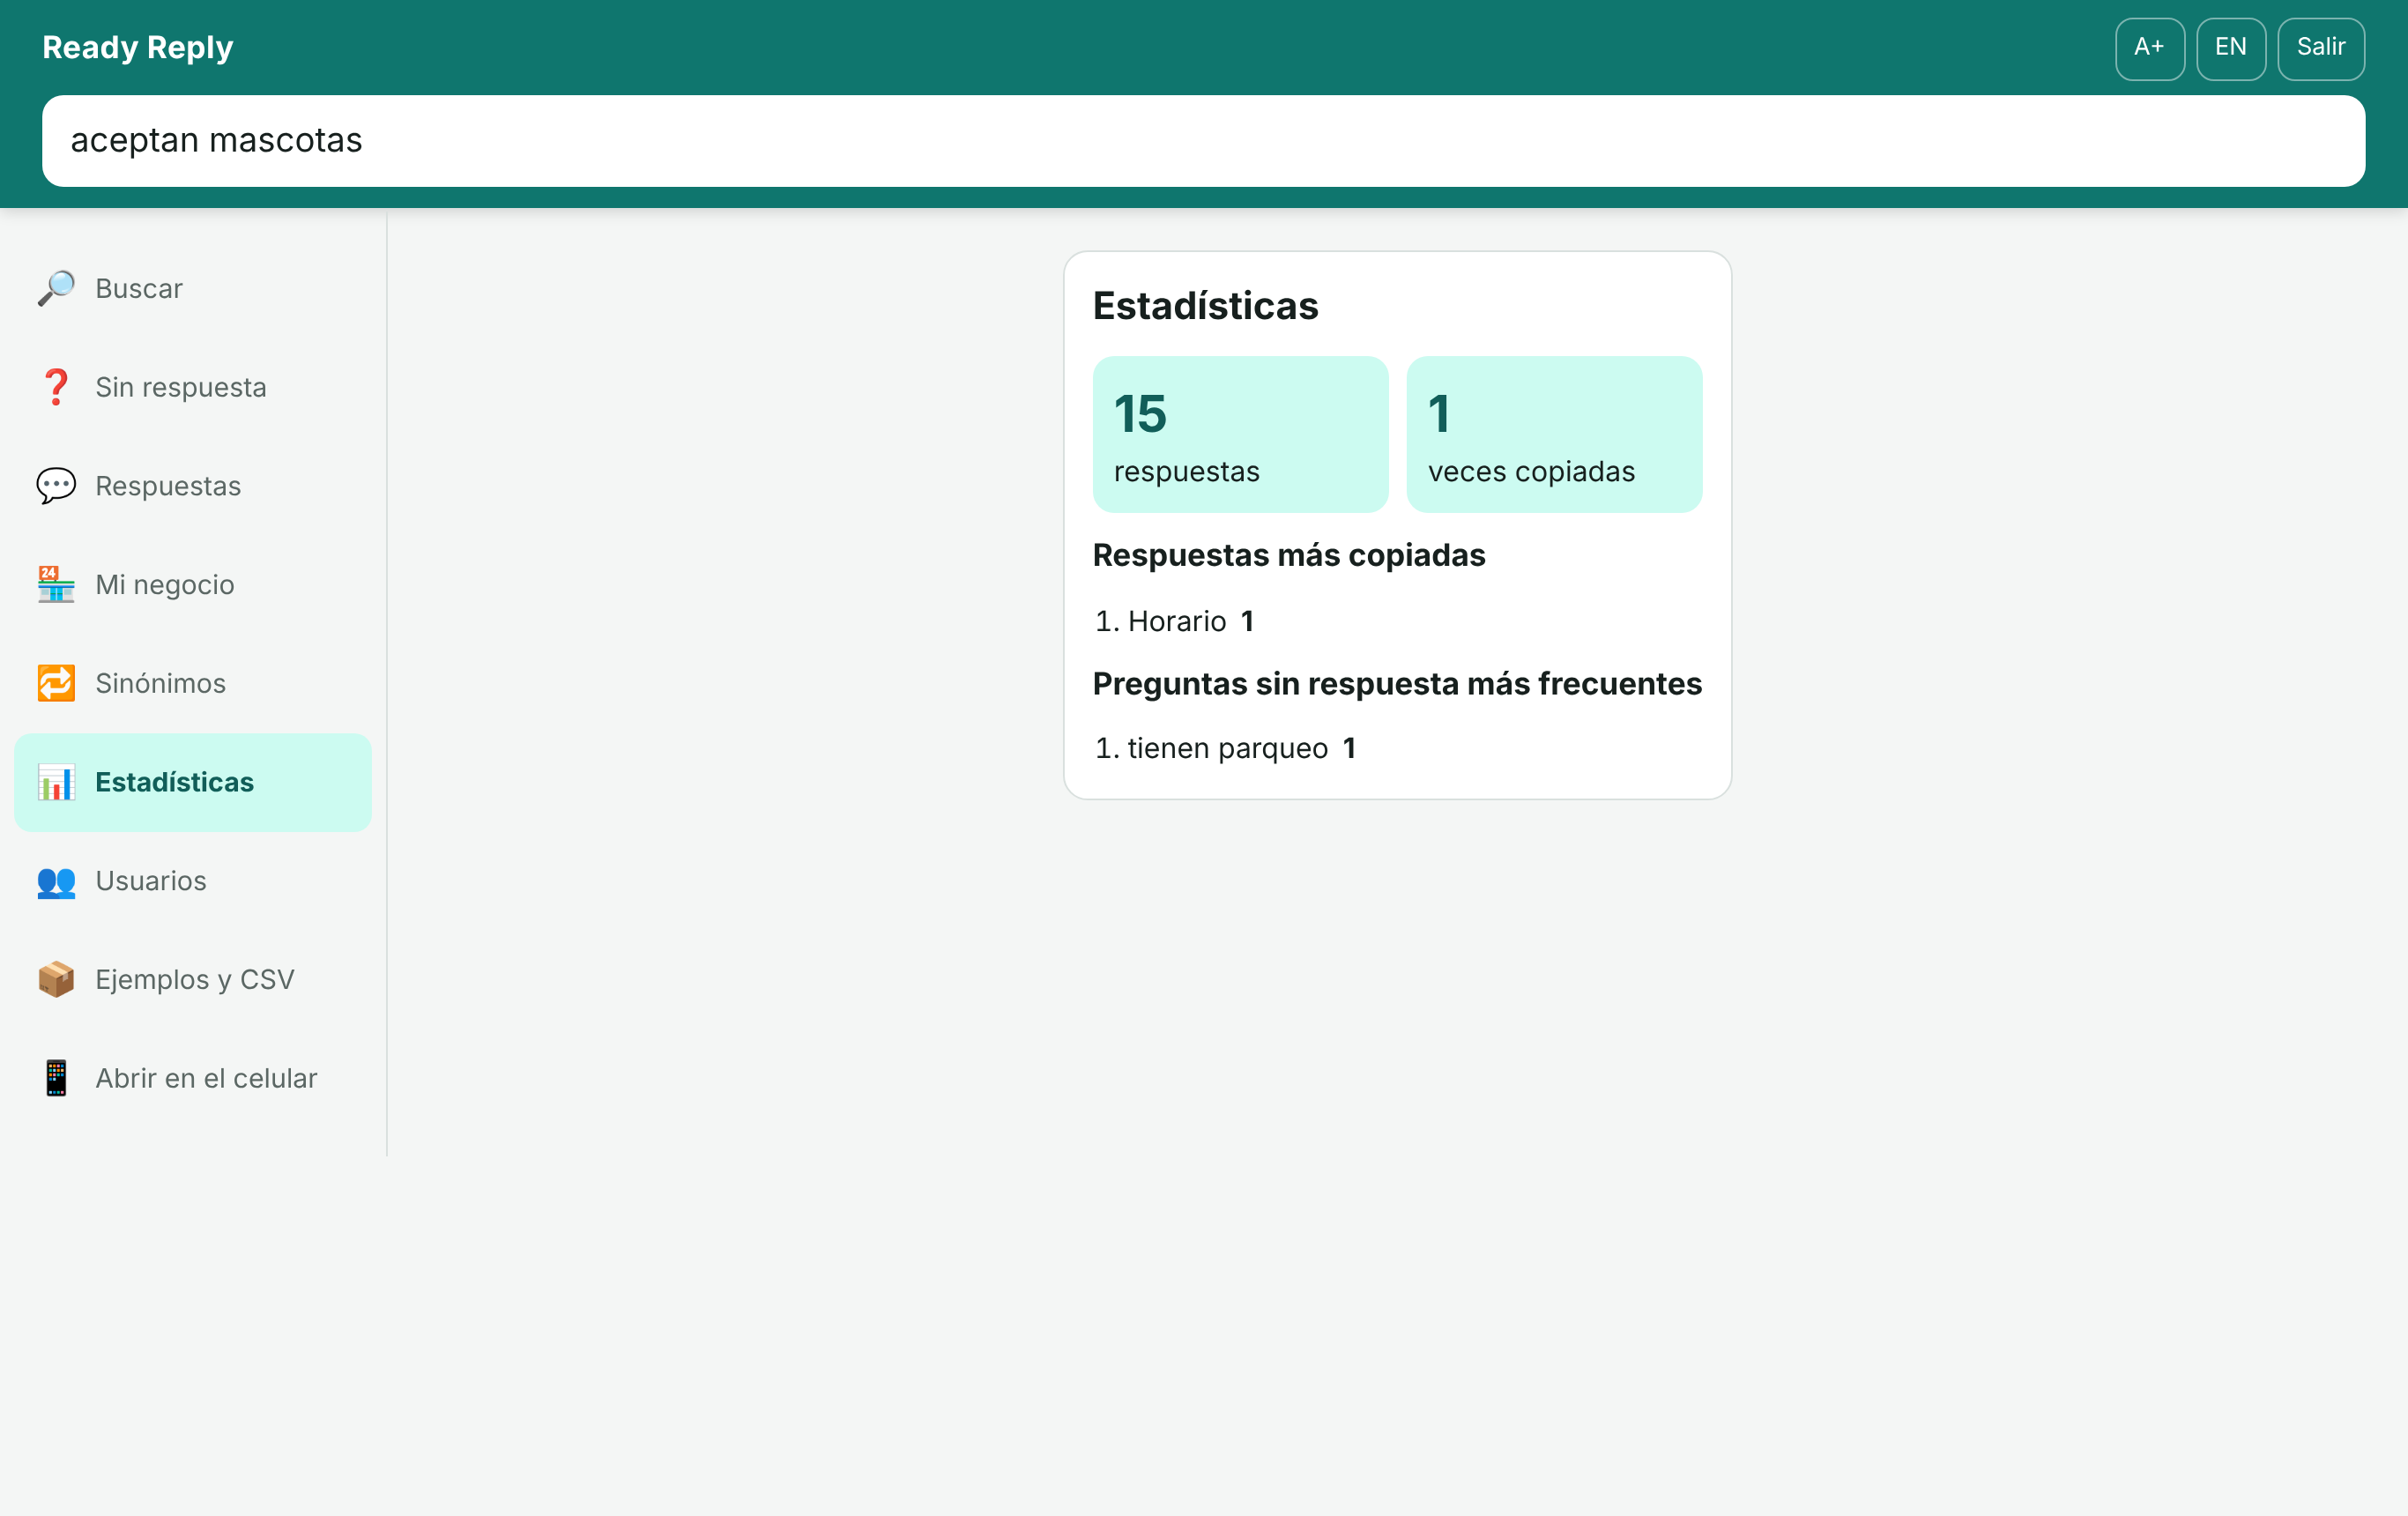 Ready Reply
A+
EN
Salir
aceptan mascotas
Buscar
Sin respuesta
Respuestas
24
Mi negocio
Sinónimos
Estadísticas
Usuarios
Ejemplos y CSV
Abrir en el celular
Estadísticas
15
respuestas
1
veces copiadas
Respuestas más copiadas
1. Horario 1
Preguntas sin respuesta más frecuentes
1. tienen parqueo 1